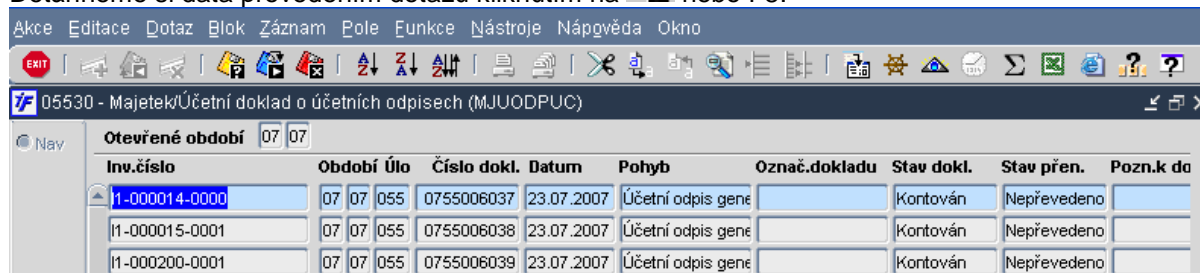 Akce Editace Dotaz Blok Záznam Pole Funkce Nástroje Nápověda Okno
EXIT
05530 - Majetek/Účetní doklad o účetních odpisech (MJUODPUC)
Nav
Otevřené období 07 07
Inv.číslo Období Úlo Číslo dokl. Datum Pohyb Označ.dokladu Stav dokl. Stav přen. Pozn.k do
I1-000014-0000 07 07 055 0755006037 23.07.2007 Účetní odpis gene Kontován Nepřevedeno
I1-000015-0001 07 07 055 0755006038 23.07.2007 Účetní odpis gene Kontován Nepřevedeno
I1-000200-0001 07 07 055 0755006039 23.07.2007 Účetní odpis gene Kontován Nepřevedeno